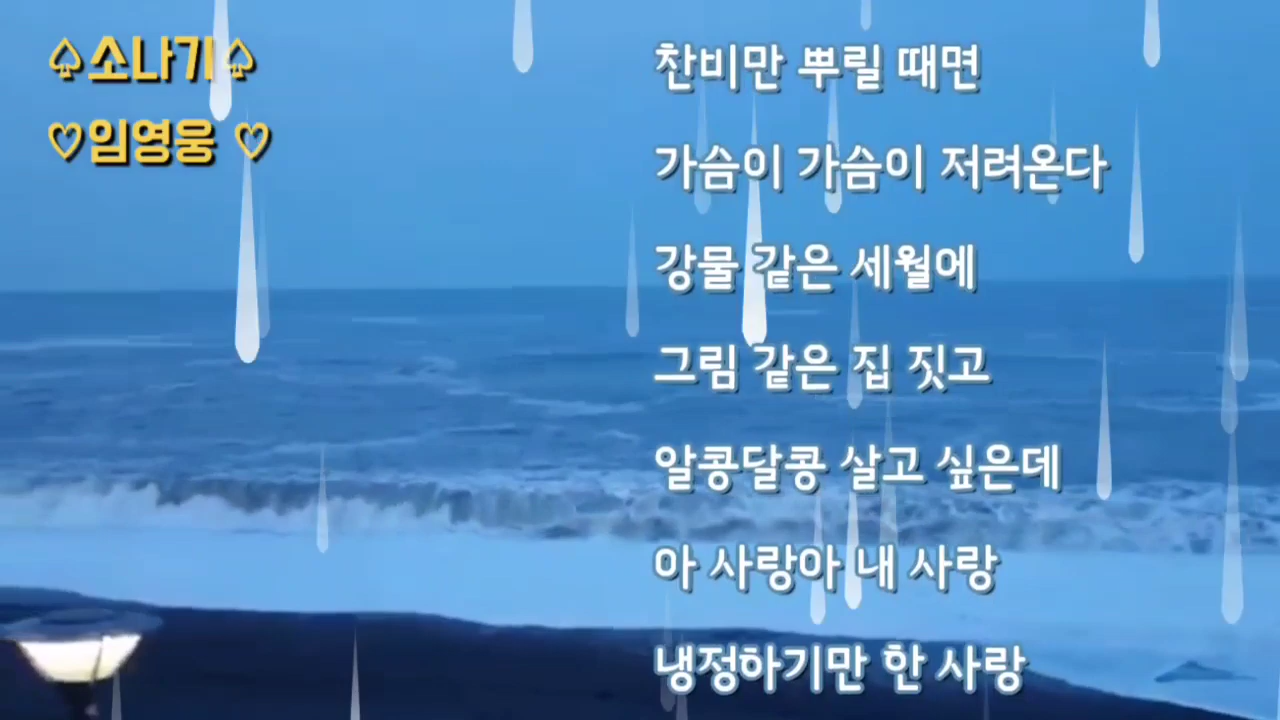 ♤소나기♤
♡임영웅 ♡
찬비만 뿌릴 때면
가슴이 가슴이 저려온다
강물 같은 세월에
그림 같은 집 짓고
알콩달콩 살고 싶은데
아 사랑아 내 사랑
냉정하기만 한 사랑